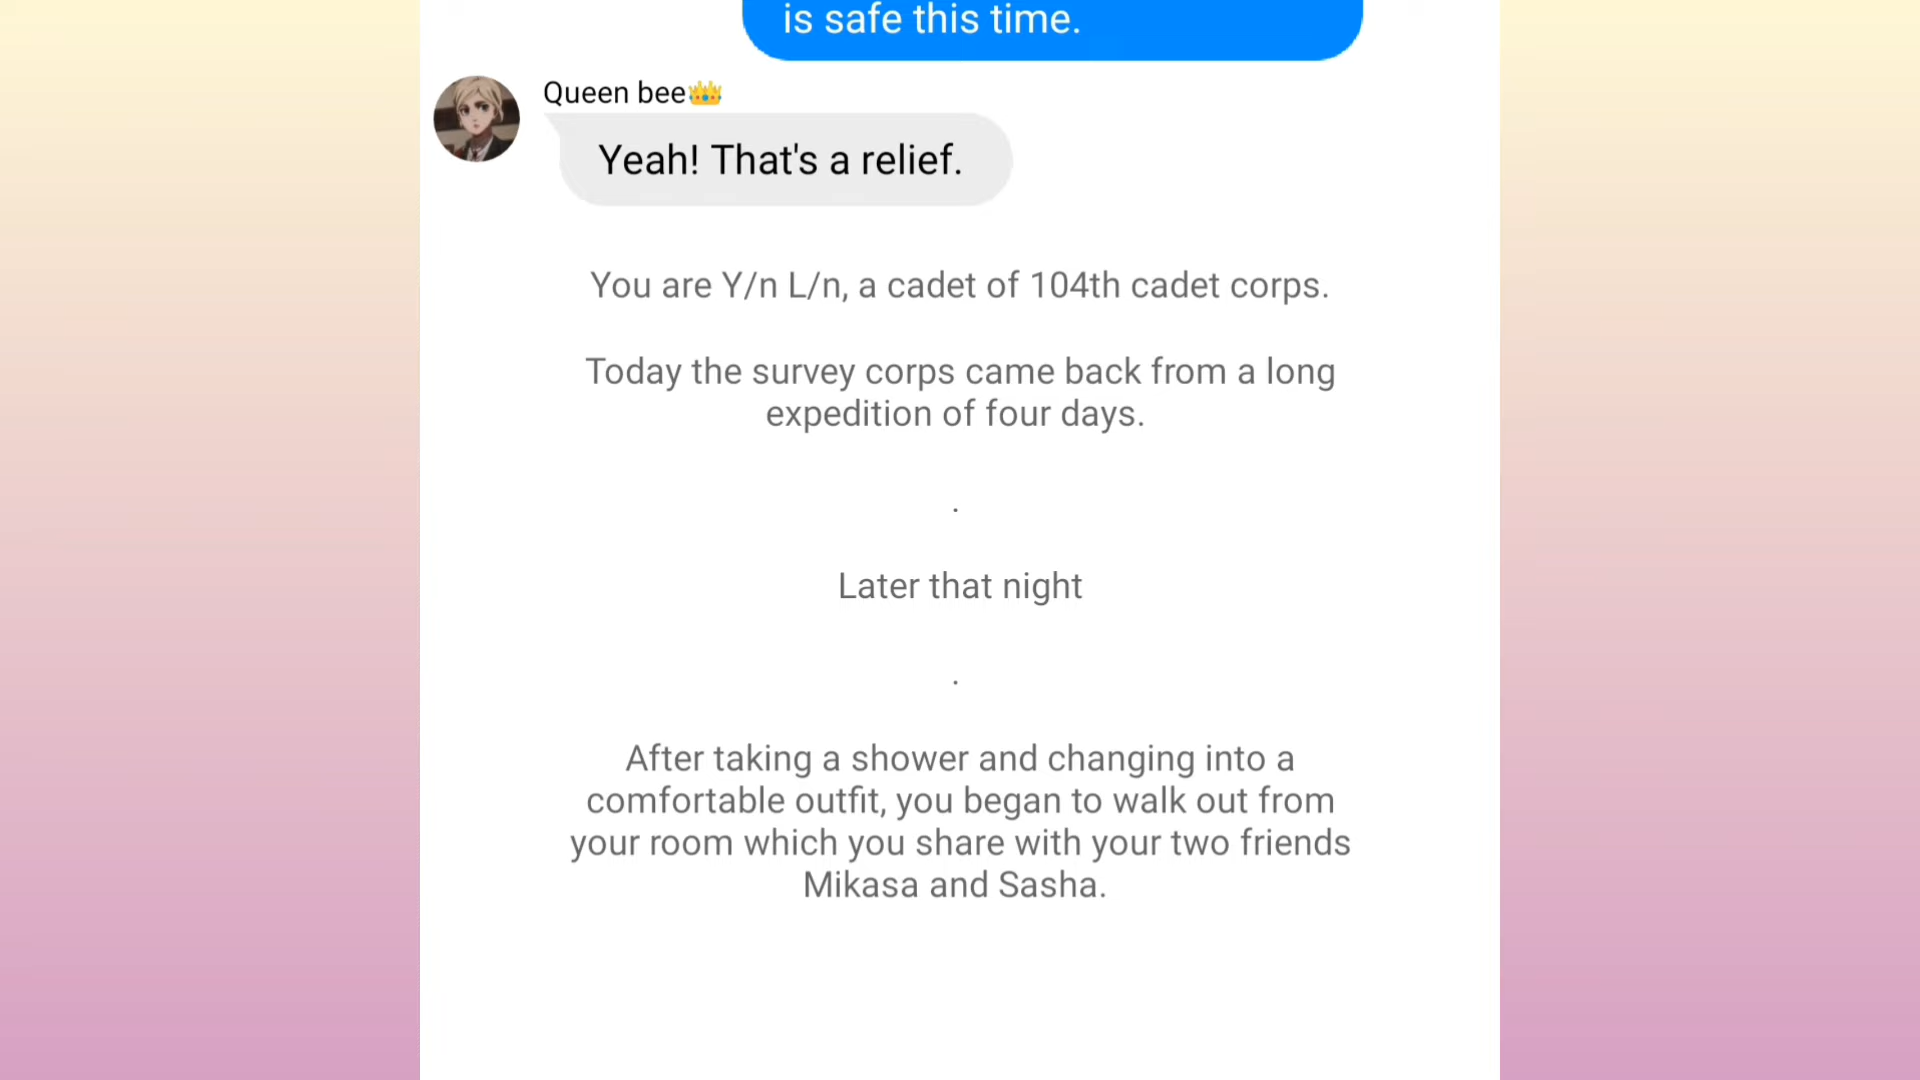 is safe this time.
Queen bee👑
Yeah! That's a relief.
You are Y/n L/n, a cadet of 104th cadet corps.
Today the survey corps came back from a long
expedition of four days.
.
Later that night
.
After taking a shower and changing into a
comfortable outfit, you began to walk out from
your room which you share with your two friends
Mikasa and Sasha.